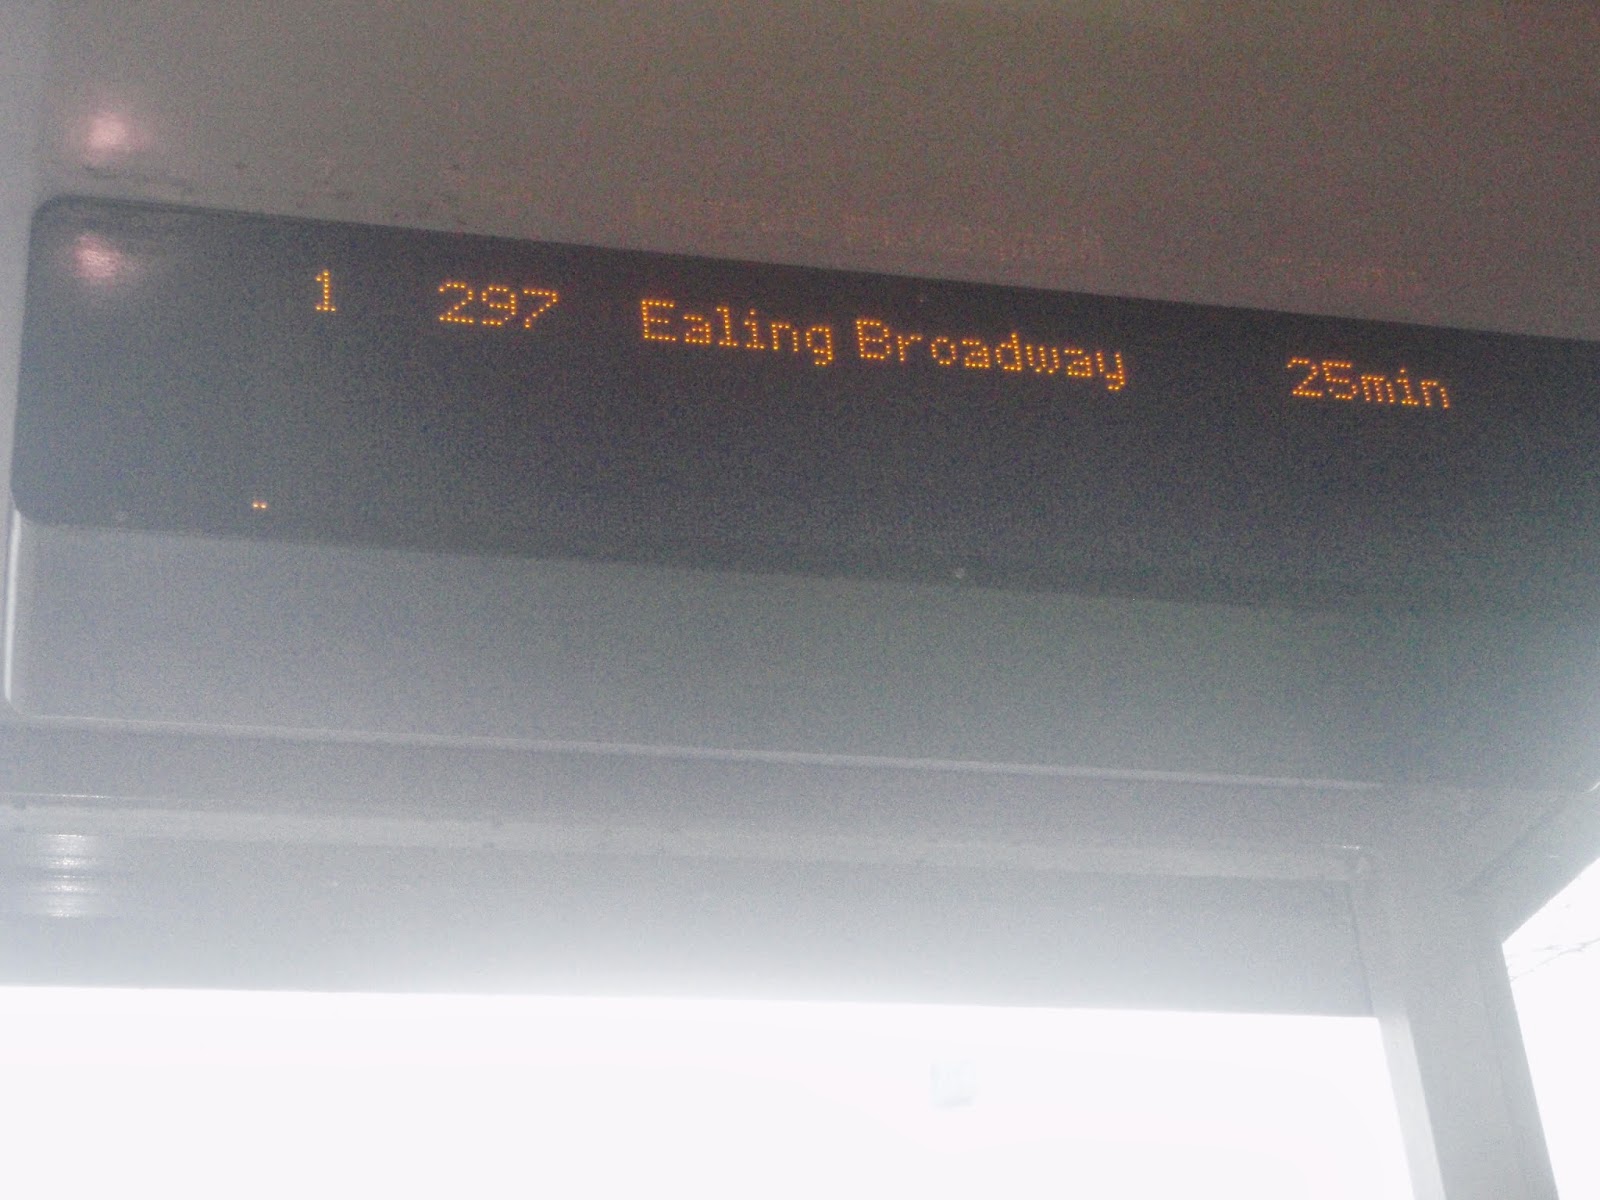 1 297 Ealing Broadway 25min